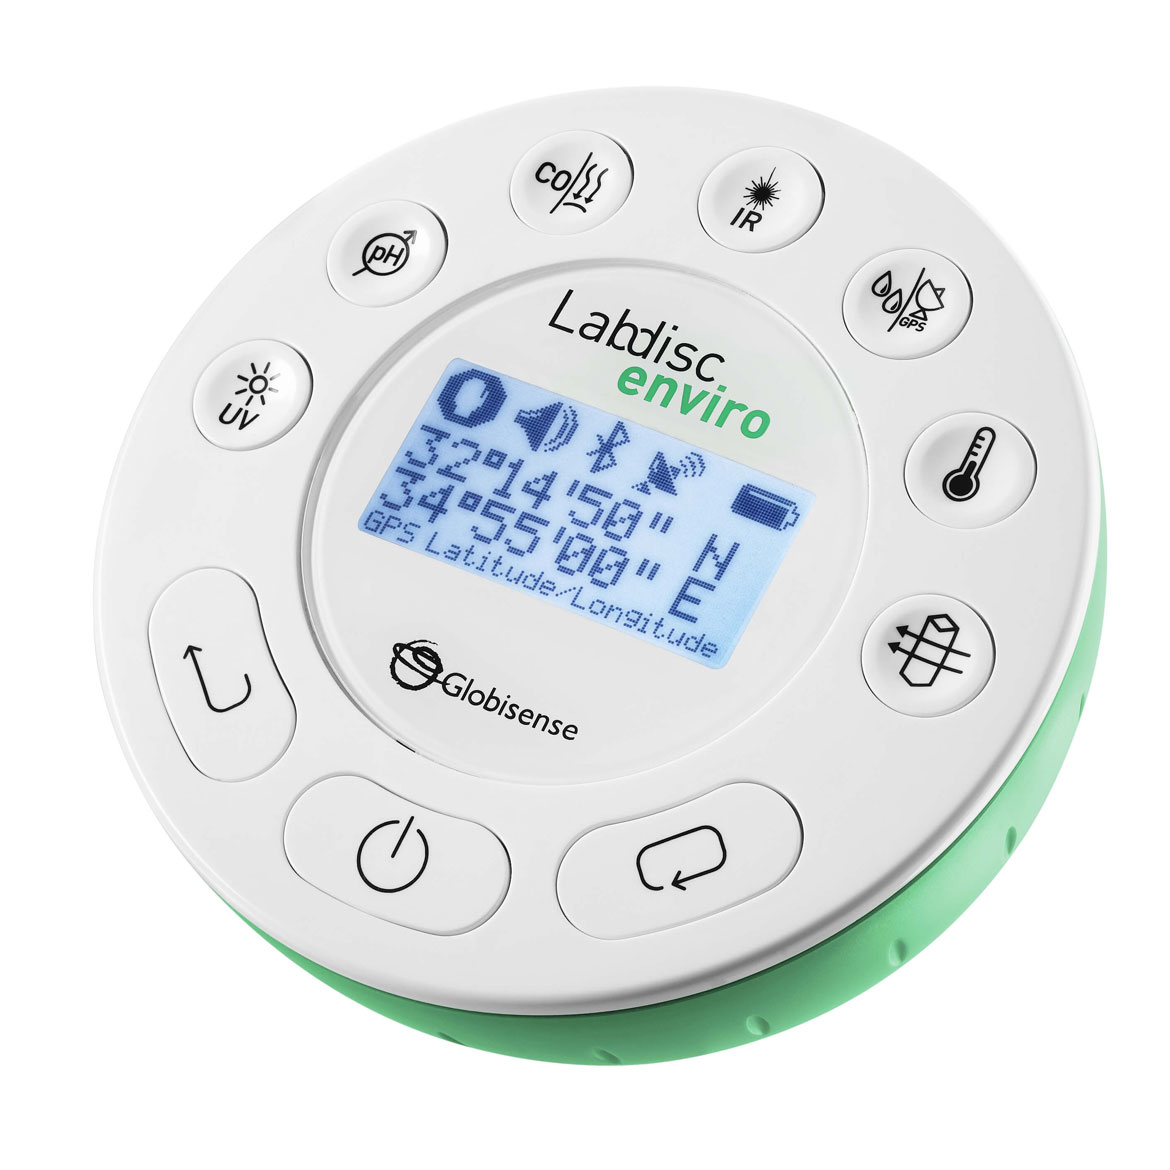 CO
IR
pH
GPS
UV
Labdisc
enviro
32°14'50" N
34°55'00" E
GPS Latitude/Longitude
Globisense